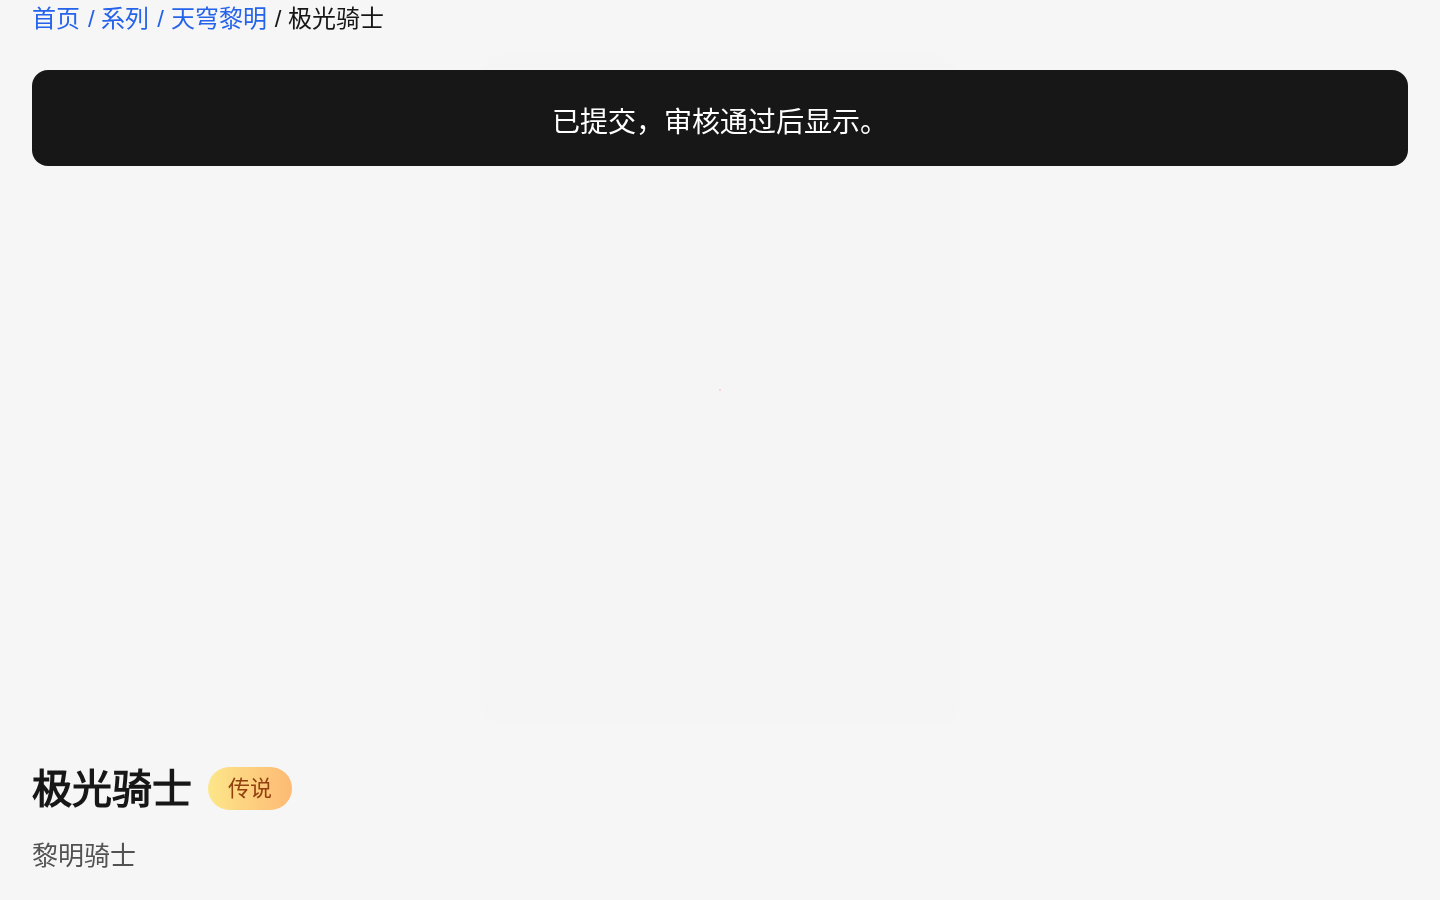 首页 / 系列 / 天穹黎明 / 极光骑士
已提交，审核通过后显示。
极光骑士 传说
黎明骑士